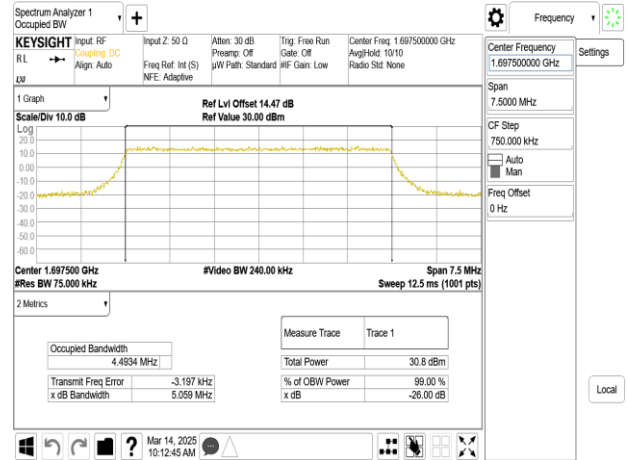 Spectrum Analyzer 1
Occupied BW
Frequency
KEYSIGHT
Input: RF
Coupling: DC
Align: Auto
Input Z: 50 Ω
Freq Ref: Int (S)
NFE: Adaptive
Atten: 30 dB
Preamp: Off
µW Path: Standard
Trig: Free Run
Gate: Off
#IF Gain: Low
Center Freq: 1.697500000 GHz
Avg|Hold: 10/10
Radio Std: None
RL
LXI
Center Frequency
1.697500000 GHz
Settings
Span
7.5000 MHz
CF Step
750.000 kHz
Auto
Man
Freq Offset
0 Hz
Local
1 Graph
Ref Lvl Offset 14.47 dB
Scale/Div 10.0 dB
Ref Value 30.00 dBm
Log
20.0
10.0
0.00
-10.0
-20.0
-30.0
-40.0
-50.0
-60.0
Center 1.697500 GHz
#Video BW 240.00 kHz
Span 7.5 MHz
#Res BW 75.000 kHz
Sweep 12.5 ms (1001 pts)
2 Metrics
Measure Trace
Trace 1
Occupied Bandwidth
4.4934 MHz
Total Power
30.8 dBm
Transmit Freq Error
-3.197 kHz
% of OBW Power
99.00 %
x dB Bandwidth
5.059 MHz
x dB
-26.00 dB
Mar 14, 2025
10:12:45 AM